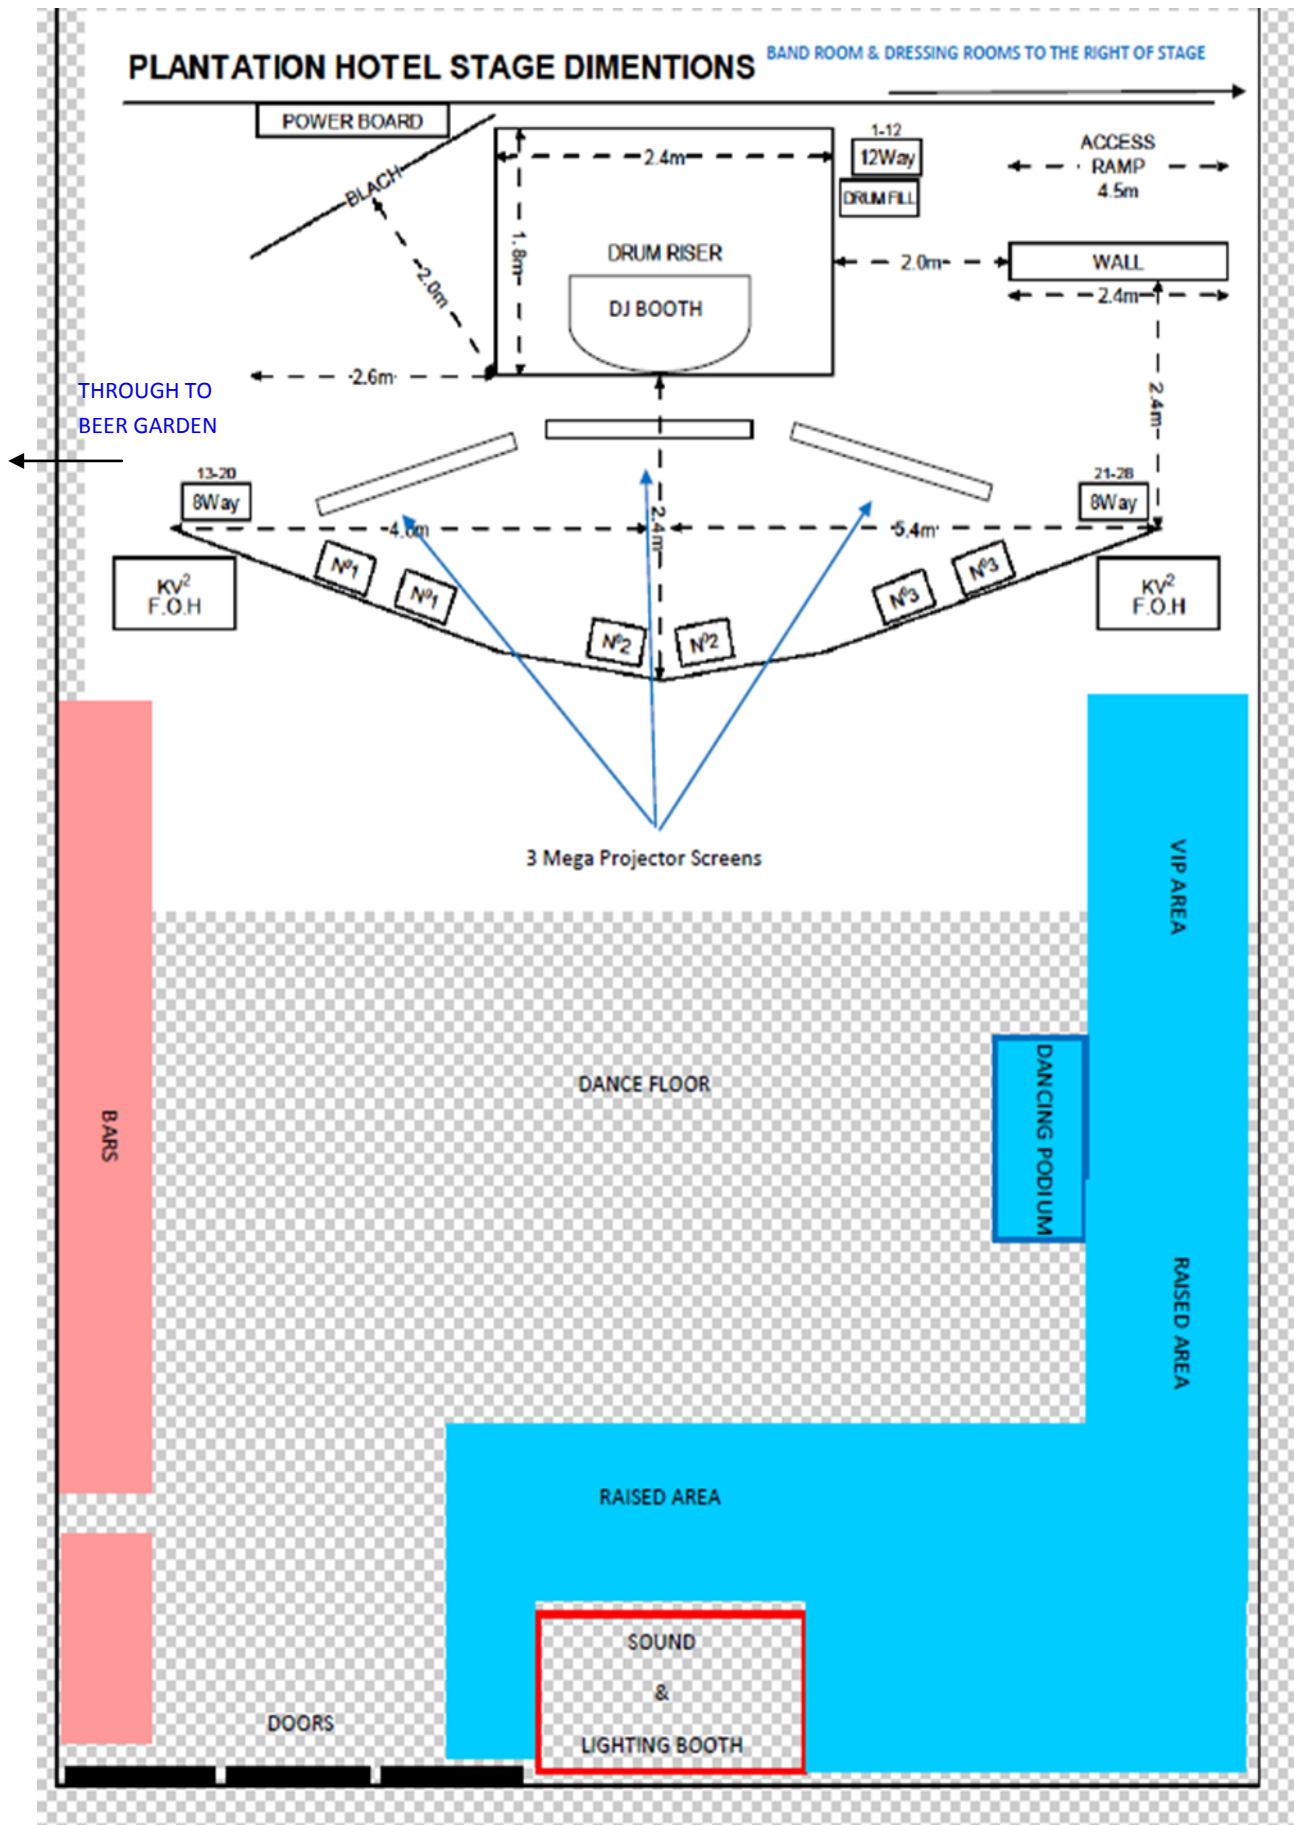 PLANTATION HOTEL STAGE DIMENTIONS
BAND ROOM & DRESSING ROOMS TO THE RIGHT OF STAGE
POWER BOARD
BLACH
2.4m
1-12
12Way
DRUM FILL
ACCESS
RAMP
4.5m
1.8m
DRUM RISER
DJ BOOTH
2.0m
2.0m
WALL
2.4m
2.6m
THROUGH TO
BEER GARDEN
2.4m
13-20
8Way
21-28
8Way
4.6m
2.4m
5.4m
KV²
F.O.H
Nº1
Nº1
Nº2
Nº2
Nº3
Nº3
KV²
F.O.H
3 Mega Projector Screens
VIP AREA
DANCE FLOOR
DANCING PODIUM
BARS
RAISED AREA
RAISED AREA
SOUND
&
LIGHTING BOOTH
DOORS